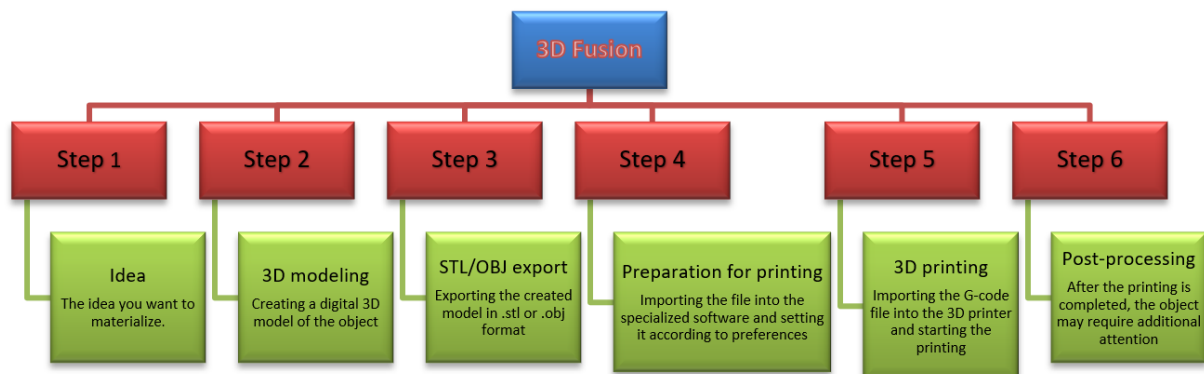 3D Fusion
Step 1
Step 2
Step 3
Step 4
Step 5
Step 6
Idea
The idea you want to
materialize.
3D modeling
Creating a digital 3D
model of the object
STL/OBJ export
Exporting the created
model in .stl or .obj
format
Preparation for printing
Importing the file into the
specialized software and setting
it according to preferences
3D printing
Importing the G-code
file into the 3D printer
and starting the
printing
Post-processing
After the printing is
completed, the object
may require additional
attention